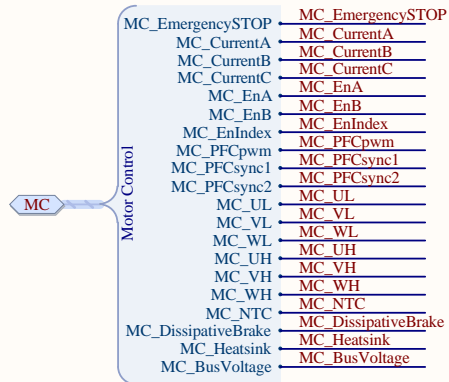 MC_EmergencySTOP MC_EmergencySTOP
MC_CurrentA MC_CurrentA
MC_CurrentB MC_CurrentB
MC_CurrentC MC_CurrentC
MC_EnA MC_EnA
MC_EnB MC_EnB
MC_EnIndex MC_EnIndex
MC_PFCpwm MC_PFCpwm
MC_PFCsync1 MC_PFCsync1
MC_PFCsync2 MC_PFCsync2
MC_UL MC_UL
MC_VL MC_VL
MC_WL MC_WL
MC_UH MC_UH
MC_VH MC_VH
MC_WH MC_WH
MC_NTC MC_NTC
MC_DissipativeBrake MC_DissipativeBrake
MC_Heatsink MC_Heatsink
MC_BusVoltage MC_BusVoltage
Motor Control
MC